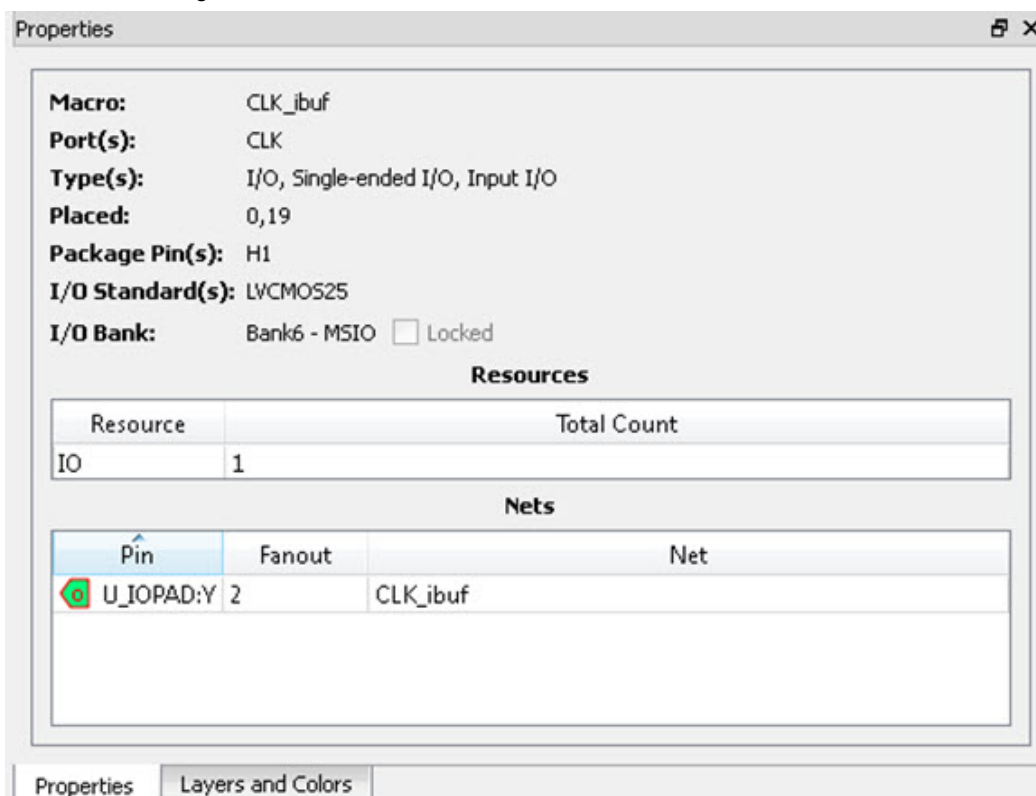 Properties
Macro: CLK_ibuf
Port(s): CLK
Type(s): I/O, Single-ended I/O, Input I/O
Placed: 0,19
Package Pin(s): H1
I/O Standard(s): LVCMOS25
I/O Bank: Bank6 - MSIO Locked
Resources
Resource Total Count
IO 1
Nets
Pin Fanout Net
O U_IOPAD:Y 2 CLK_ibuf
Properties Layers and Colors